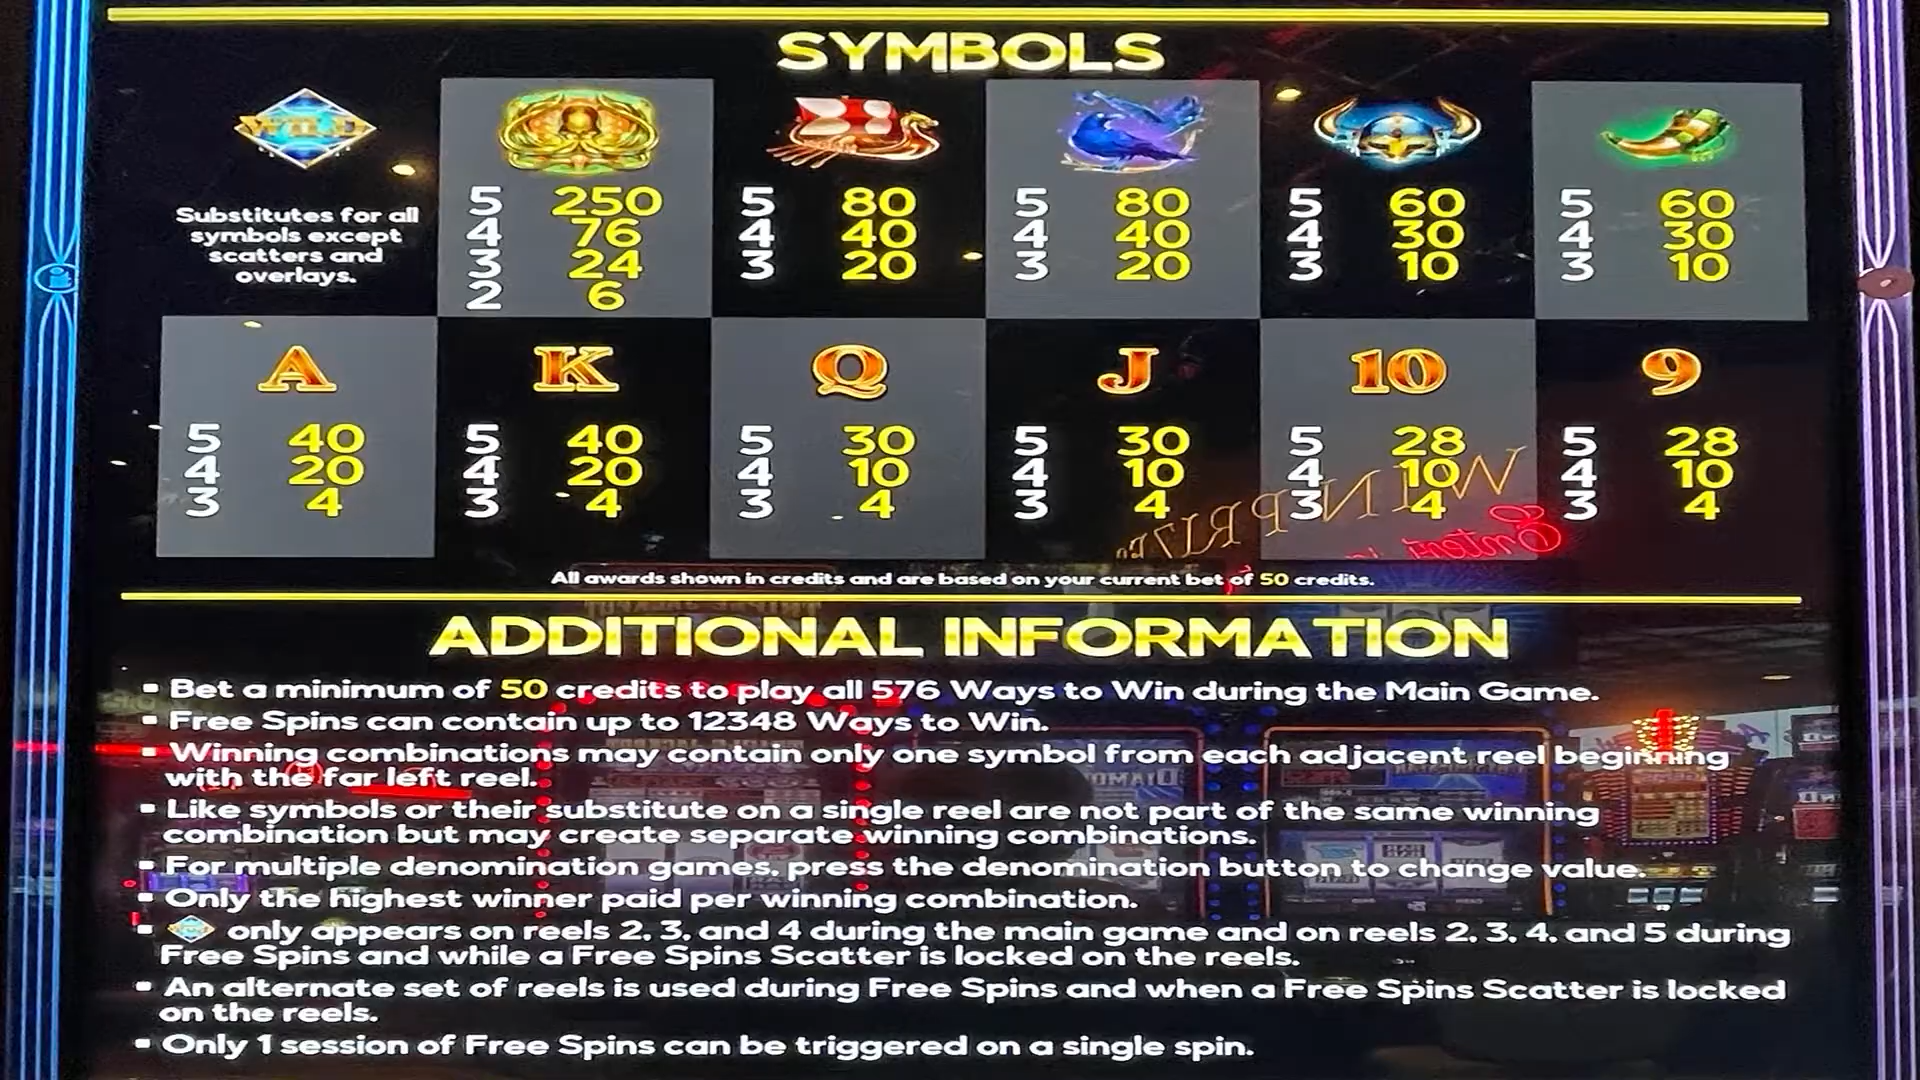 SYMBOLS
WILD
Substitutes for all
symbols except
scatters and
overlays.
5 250
4 76
3 24
2 6
5 80
4 40
3 20
5 80
4 40
3 20
5 60
4 30
3 10
5 60
4 30
3 10
A
5 40
4 20
3 4
K
5 40
4 20
3 4
Q
5 30
4 10
3 4
J
5 30
4 10
3 4
10
5 28
4 10
3 4
9
5 28
4 10
3 4
All awards shown in credits and are based on your current bet of 50 credits.
ADDITIONAL INFORMATION
▪ Bet a minimum of 50 credits to play all 576 Ways to Win during the Main Game.
▪ Free Spins can contain up to 12348 Ways to Win.
▪ Winning combinations may contain only one symbol from each adjacent reel beginning
with the far left reel.
▪ Like symbols or their substitute on a single reel are not part of the same winning
combination but may create separate winning combinations.
▪ For multiple denomination games, press the denomination button to change value.
▪ Only the highest winner paid per winning combination.
▪ only appears on reels 2, 3, and 4 during the main game and on reels 2, 3, 4, and 5 during
Free Spins and while a Free Spins Scatter is locked on the reels.
▪ An alternate set of reels is used during Free Spins and when a Free Spins Scatter is locked
on the reels.
▪ Only 1 session of Free Spins can be triggered on a single spin.